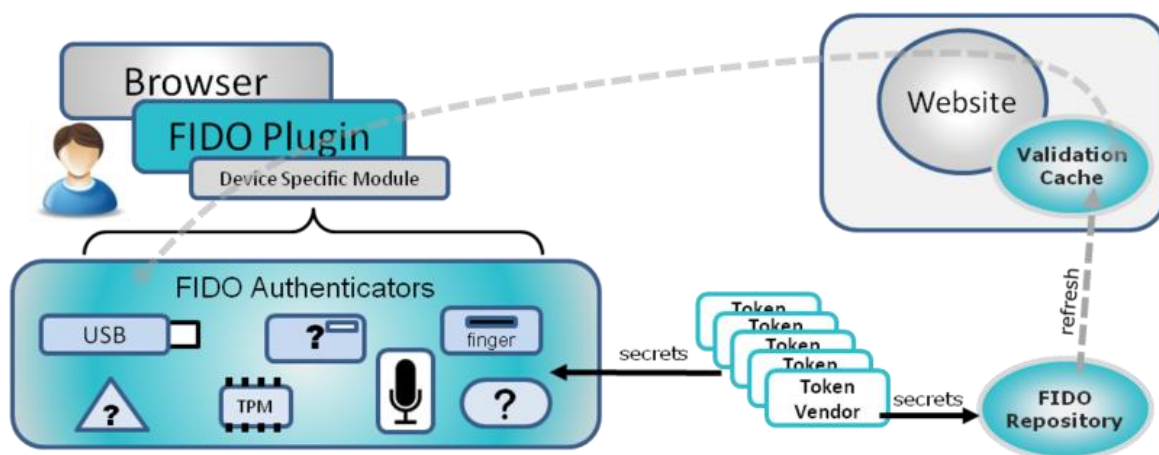 Browser
FIDO Plugin
Device Specific Module
Website
Validation
Cache
FIDO Authenticators
USB
?
finger
?
TPM
?
secrets
Token
Token
Token
Token
Token
Vendor
secrets
refresh
FIDO
Repository